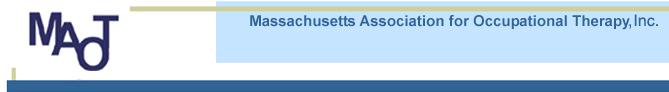 MAOT
Massachusetts Association for Occupational Therapy, Inc.